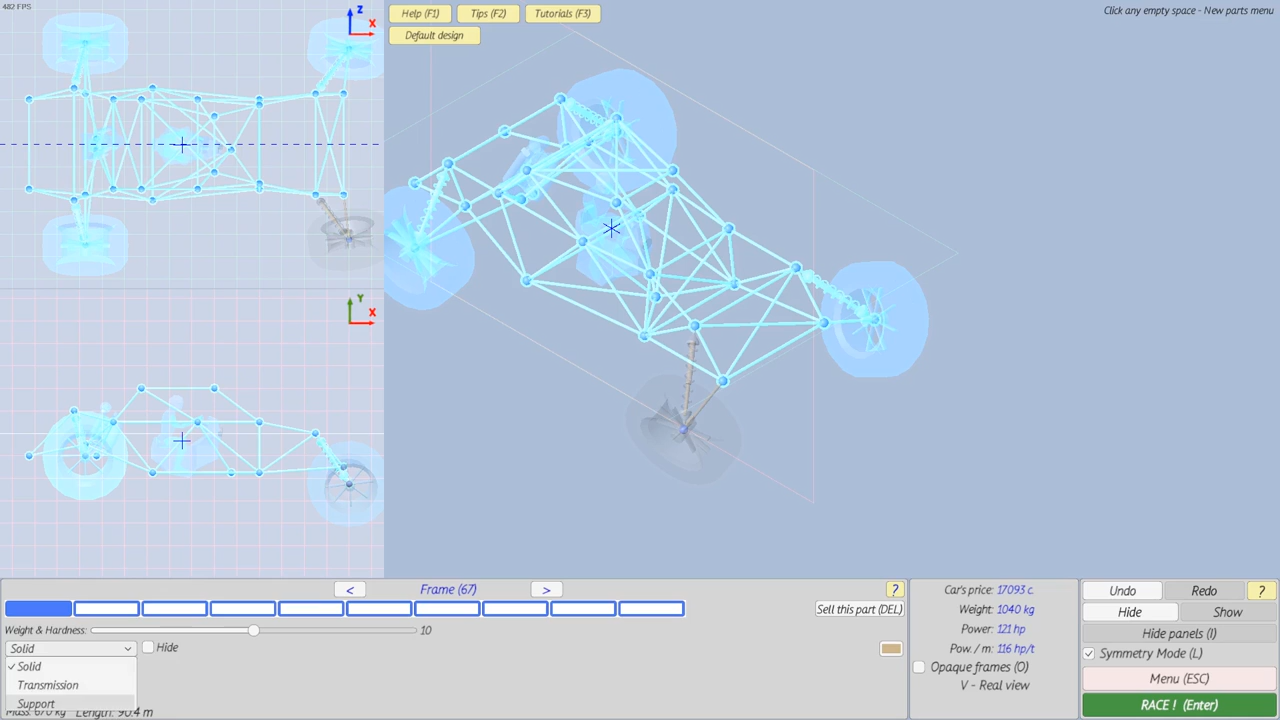 482 FPS
Z
X
Y
X
Help (F1)
Tips (F2)
Tutorials (F3)
Default design
Click any empty space - New parts menu
<
Frame (67)
>
?
Sell this part (DEL)
Weight & Hardness:
10
Solid
Hide
Solid
Transmission
Support
Mass: 670 kg Length: 90.4 m
Car's price: 17093 c.
Weight: 1040 kg
Power: 121 hp
Pow. / m: 116 hp/t
Opaque frames (O)
V - Real view
Undo
Redo
?
Hide
Show
Hide panels (I)
Symmetry Mode (L)
Menu (ESC)
RACE ! (Enter)